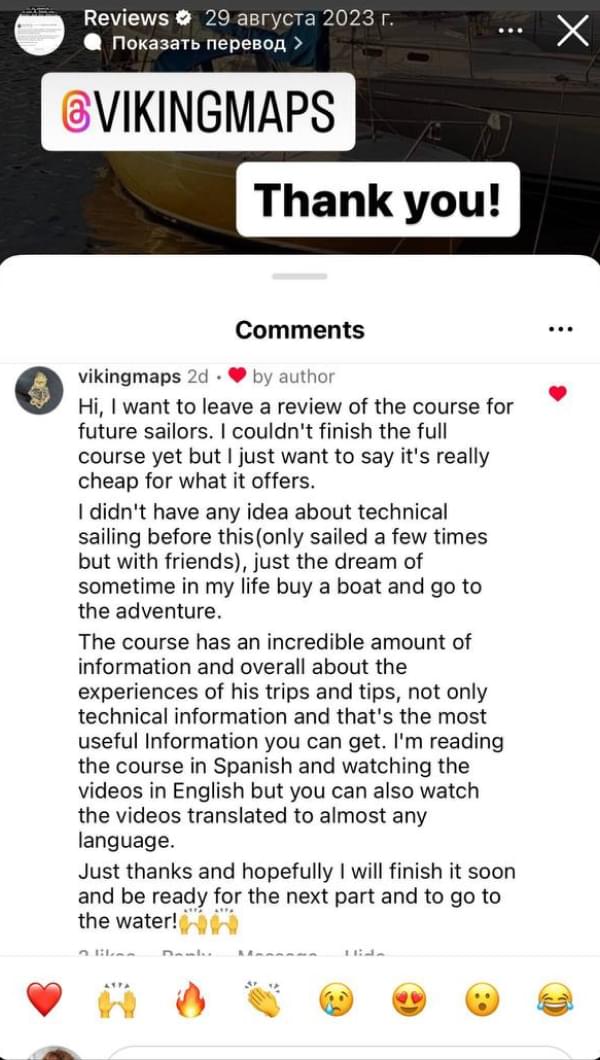 Reviews 29 августа 2023 г.
Показать перевод >
@VIKINGMAPS
Thank you!
Comments
vikingmaps 2d • by author
Hi, I want to leave a review of the course for
future sailors. I couldn't finish the full
course yet but I just want to say it's really
cheap for what it offers.
I didn't have any idea about technical
sailing before this(only sailed a few times
but with friends), just the dream of
sometime in my life buy a boat and go to
the adventure.
The course has an incredible amount of
information and overall about the
experiences of his trips and tips, not only
technical information and that's the most
useful Information you can get. I'm reading
the course in Spanish and watching the
videos in English but you can also watch
the videos translated to almost any
language.
Just thanks and hopefully I will finish it soon
and be ready for the next part and to go to
the water!🙌🙌